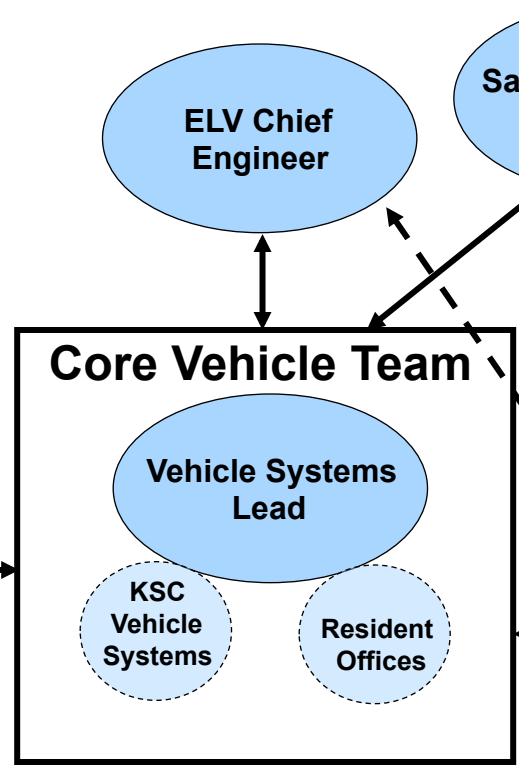 ELV Chief
Engineer
Core Vehicle Team
Vehicle Systems
Lead
KSC
Vehicle
Systems
Resident
Offices